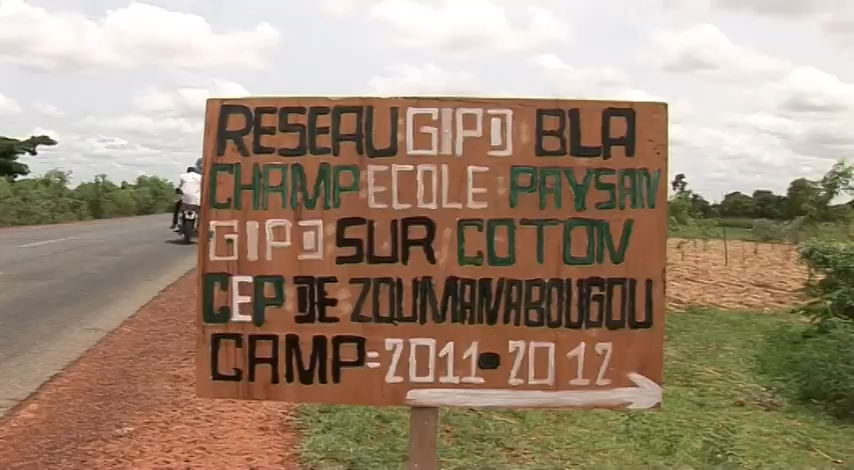 RESEAU GIPD BLA
CHAMP ECOLE PAYSAN
GIPD SUR COTON
CEP DE ZOUMANABOUGOU
CAMP=2011-2012